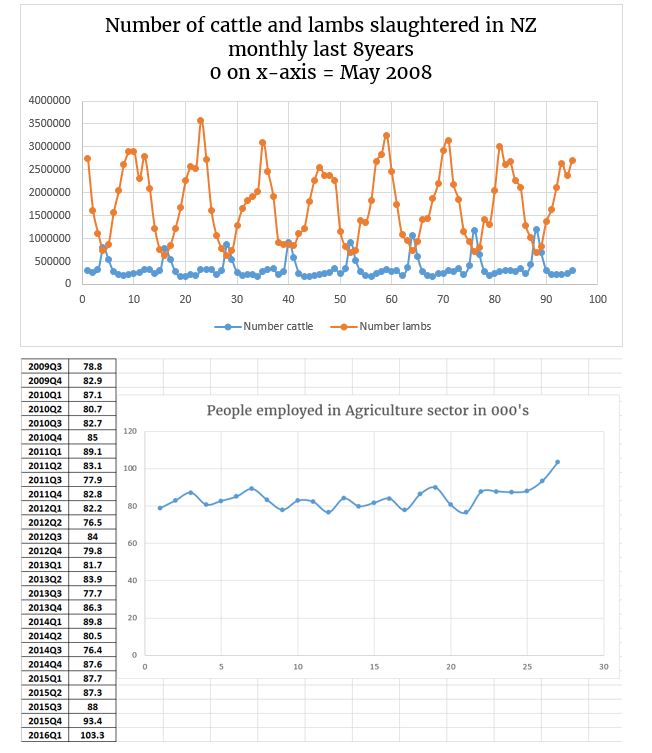 Number of cattle and lambs slaughtered in NZ
monthly last 8years
0 on x-axis = May 2008
4000000
3500000
3000000
2500000
2000000
1500000
1000000
500000
0
0 10 20 30 40 50 60 70 80 90 100
Number cattle Number lambs
2009Q3 78.8
2009Q4 82.9
2010Q1 87.1
2010Q2 80.7
2010Q3 82.7
2010Q4 85
2011Q1 89.1
2011Q2 83.1
2011Q3 77.9
2011Q4 82.8
2012Q1 82.2
2012Q2 76.5
2012Q3 84
2012Q4 79.8
2013Q1 81.7
2013Q2 83.9
2013Q3 77.7
2013Q4 86.3
2014Q1 89.8
2014Q2 80.5
2014Q3 76.4
2014Q4 87.6
2015Q1 87.7
2015Q2 87.3
2015Q3 88
2015Q4 93.4
2016Q1 103.3
People employed in Agriculture sector in 000's
120
100
80
60
40
20
0
0 5 10 15 20 25 30